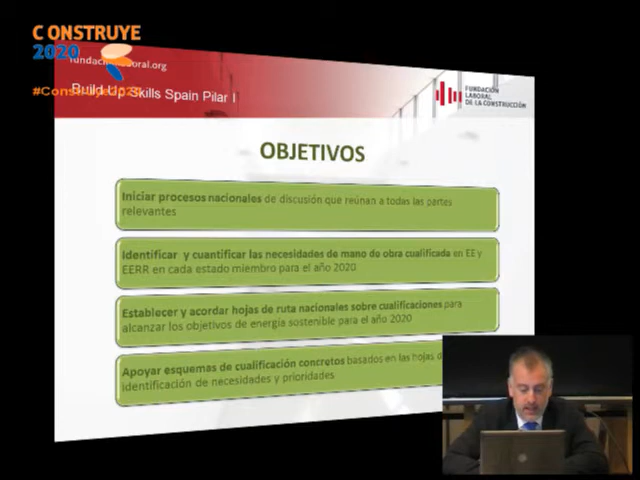 CONSTRUYE
2020
#Construye2020
fundacionlaboral.org
Build Up Skills Spain Pilar I
FUNDACIÓN
LABORAL
DE LA CONSTRUCCIÓN
OBJETIVOS
Iniciar procesos nacionales de discusión que reúnan a todas las partes
relevantes
Identificar y cuantificar las necesidades de mano de obra cualificada en EE y
EERR en cada estado miembro para el año 2020
Establecer y acordar hojas de ruta nacionales sobre cualificaciones para
alcanzar los objetivos de energía sostenible para el año 2020
Apoyar esquemas de cualificación concretos basados en las hojas
identificación de necesidades y prioridades